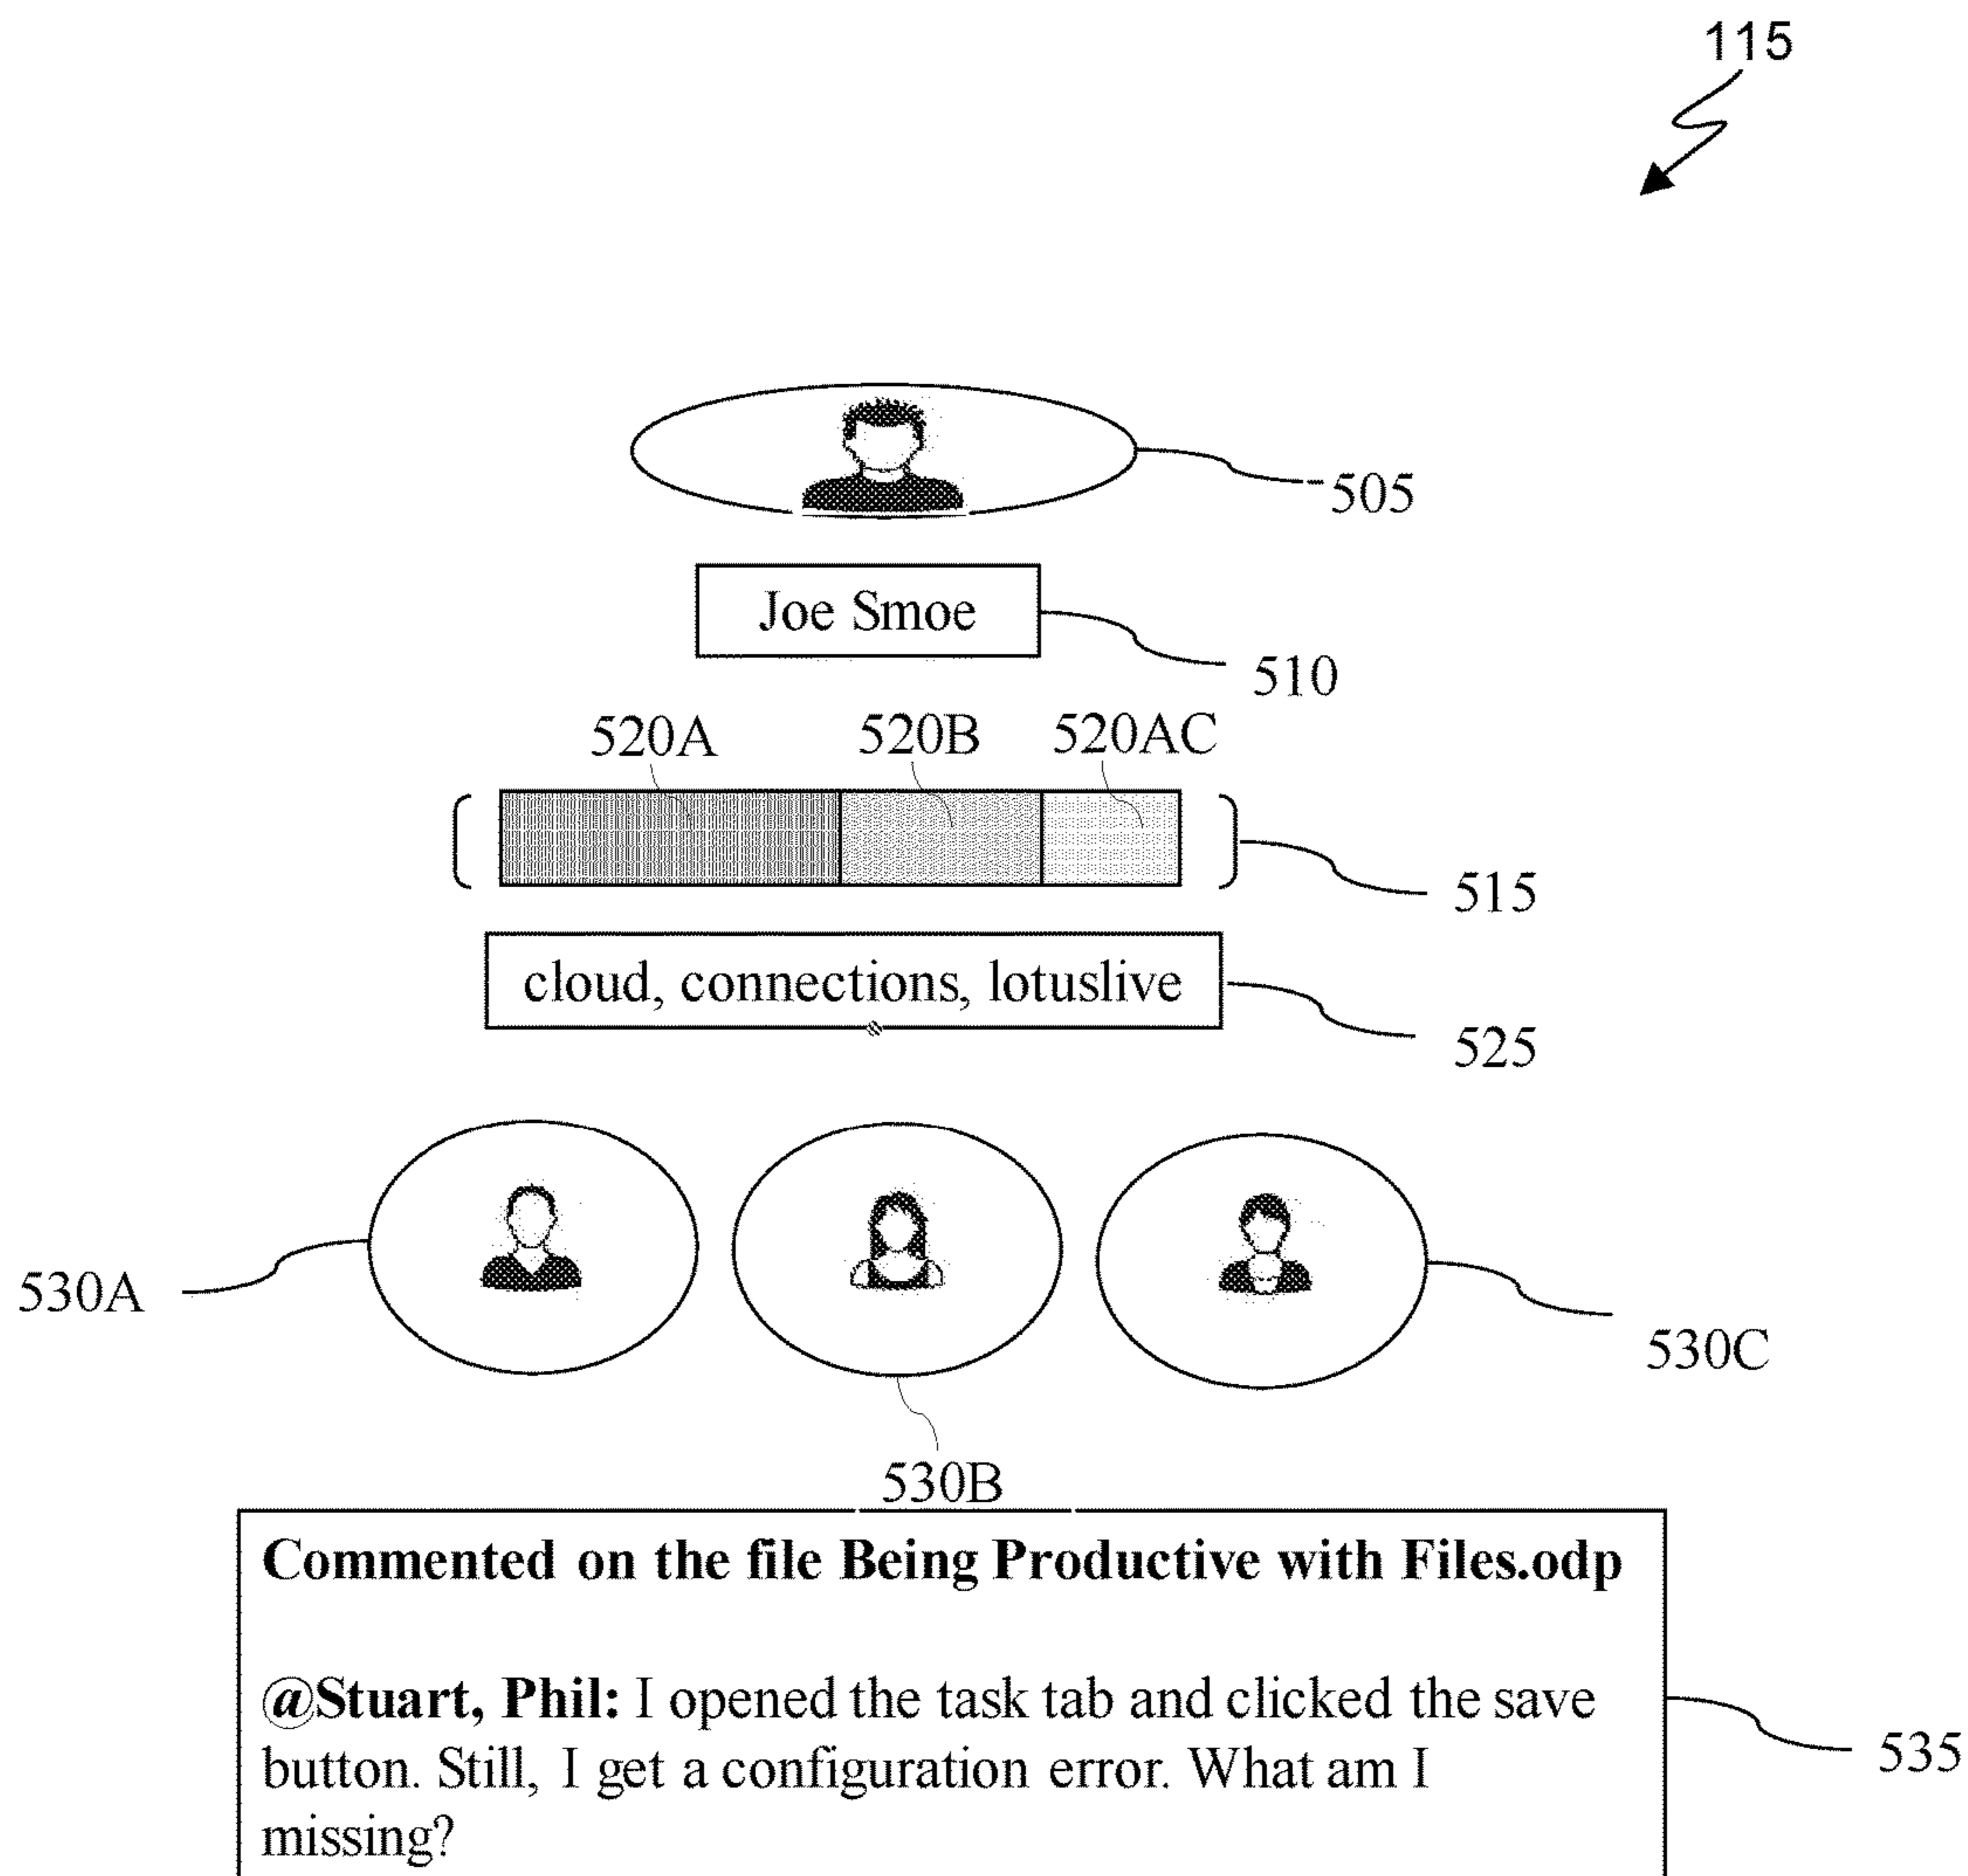 115
505
Joe Smoe
510
520A 520B 520AC
515
cloud, connections, lotuslive
525
530A
530C
530B
Commented on the file Being Productive with Files.odp
@Stuart, Phil: I opened the task tab and clicked the save
button. Still, I get a configuration error. What am I
missing?
535